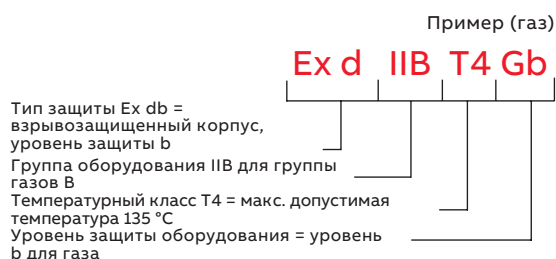 Пример (газ)
Ex d IIB T4 Gb
Тип защиты Ex db =
взрывозащищенный корпус,
уровень защиты b
Группа оборудования IIB для группы
газов B
Температурный класс T4 = макс. допустимая
температура 135 °C
Уровень защиты оборудования = уровень
b для газа